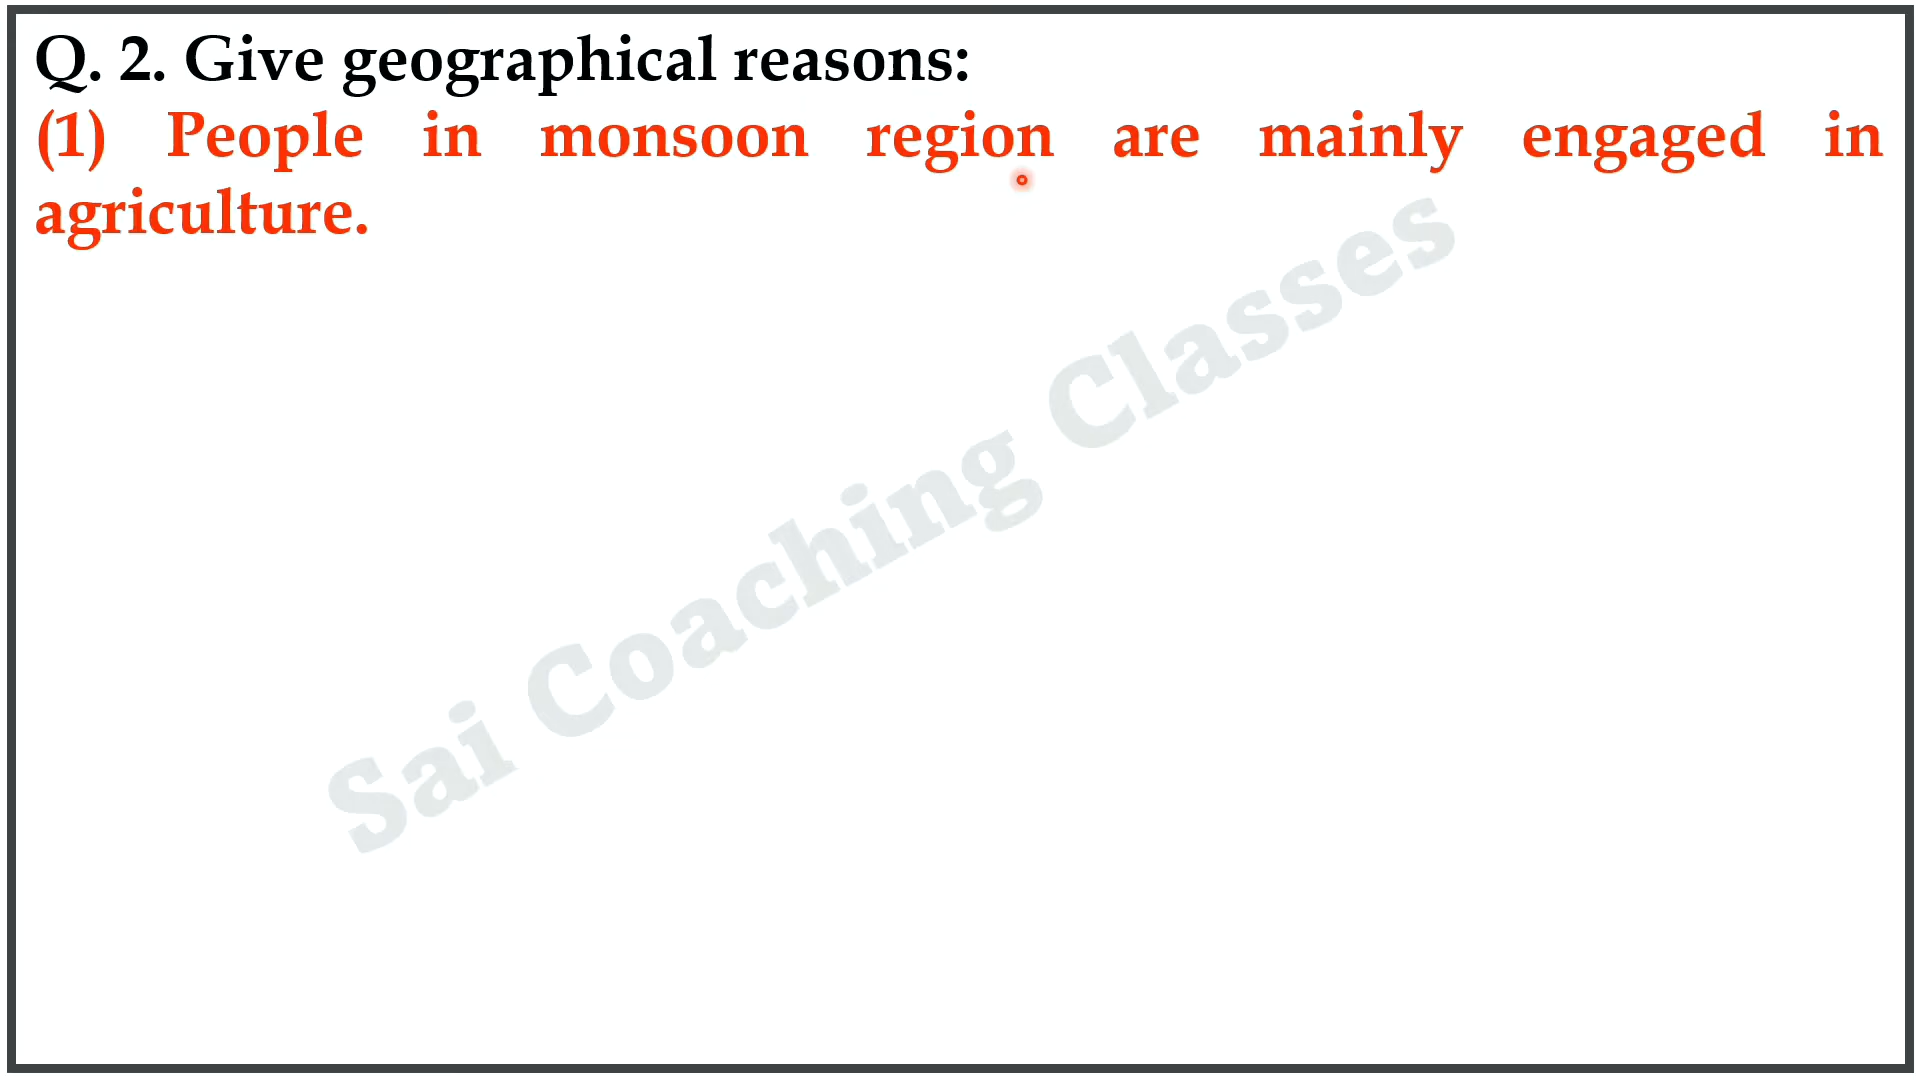 Q. 2. Give geographical reasons:
(1) People in monsoon region are mainly engaged in
agriculture.
Sai Coaching Classes